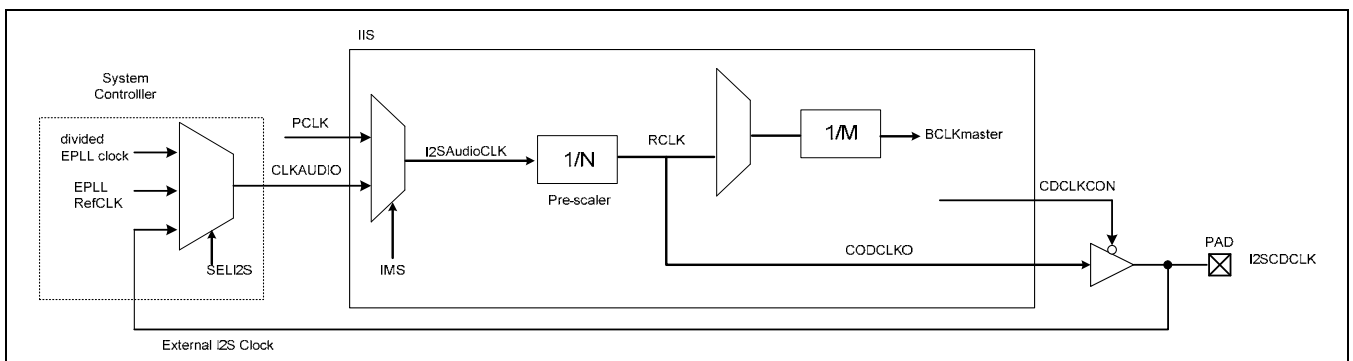 IIS
System
Controlller
divided
EPLL clock
EPLL
RefCLK
SELI2S
CLKAUDIO
PCLK
IMS
I2SAudioCLK
1/N
Pre-scaler
RCLK
1/M
BCLKmaster
CDCLKCON
CODCLKO
PAD
I2SCDCLK
External I2S Clock